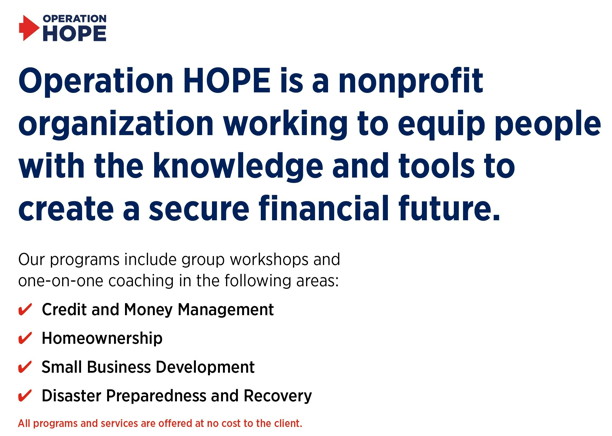 OPERATION
HOPE
Operation HOPE is a nonprofit
organization working to equip people
with the knowledge and tools to
create a secure financial future.
Our programs include group workshops and
one-on-one coaching in the following areas:
✔ Credit and Money Management
✔ Homeownership
✔ Small Business Development
✔ Disaster Preparedness and Recovery
All programs and services are offered at no cost to the client.